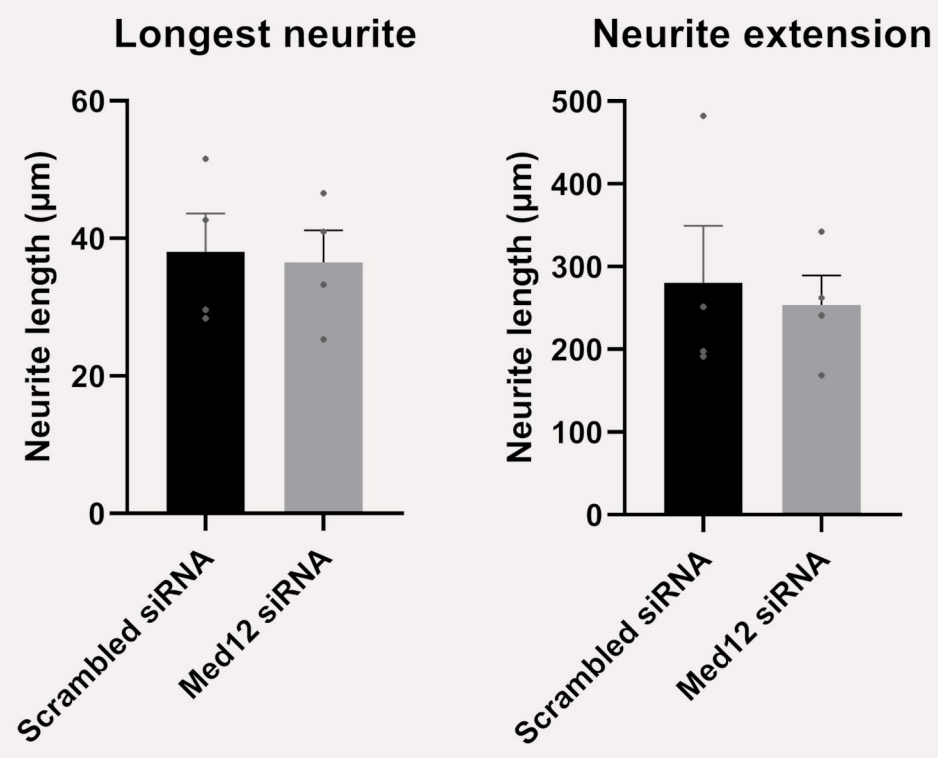 Longest neurite
Neurite length (μm)
60
40
20
0
Scrambled siRNA
Med12 siRNA
Neurite extension
Neurite length (μm)
500
400
300
200
100
0
Scrambled siRNA
Med12 siRNA